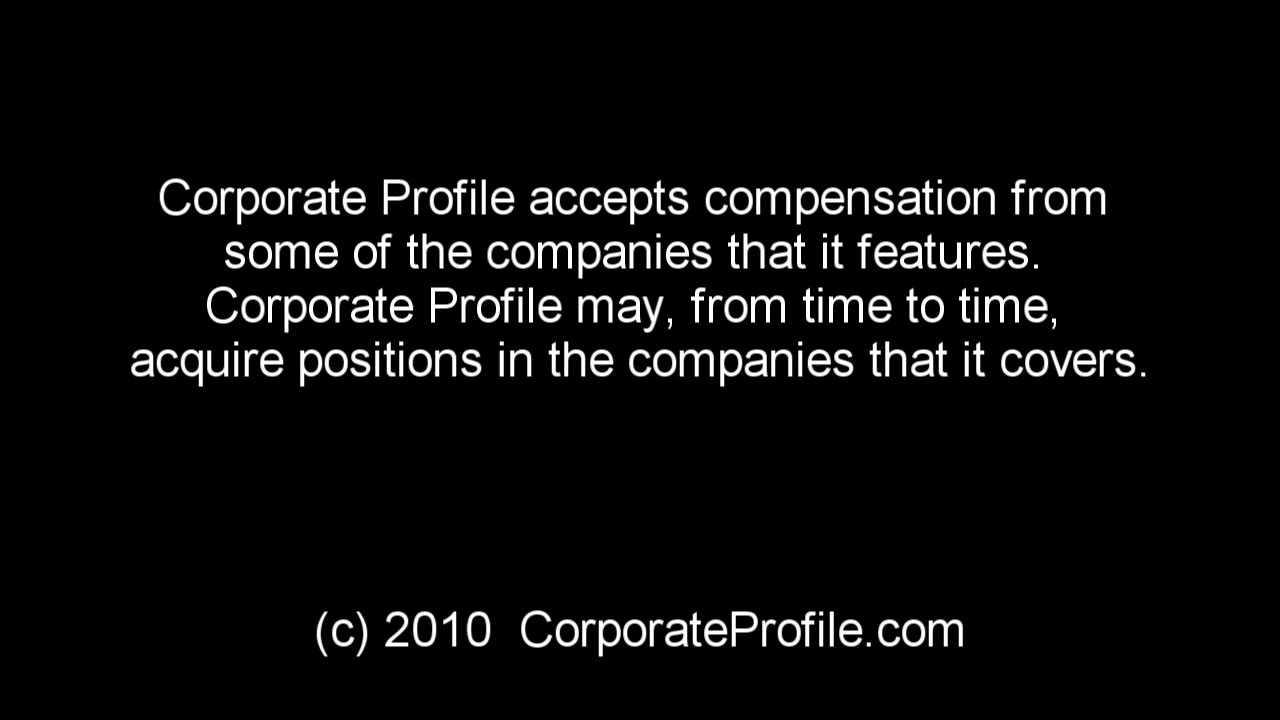 Corporate Profile accepts compensation from
some of the companies that it features.
Corporate Profile may, from time to time,
acquire positions in the companies that it covers.
(c) 2010  CorporateProfile.com